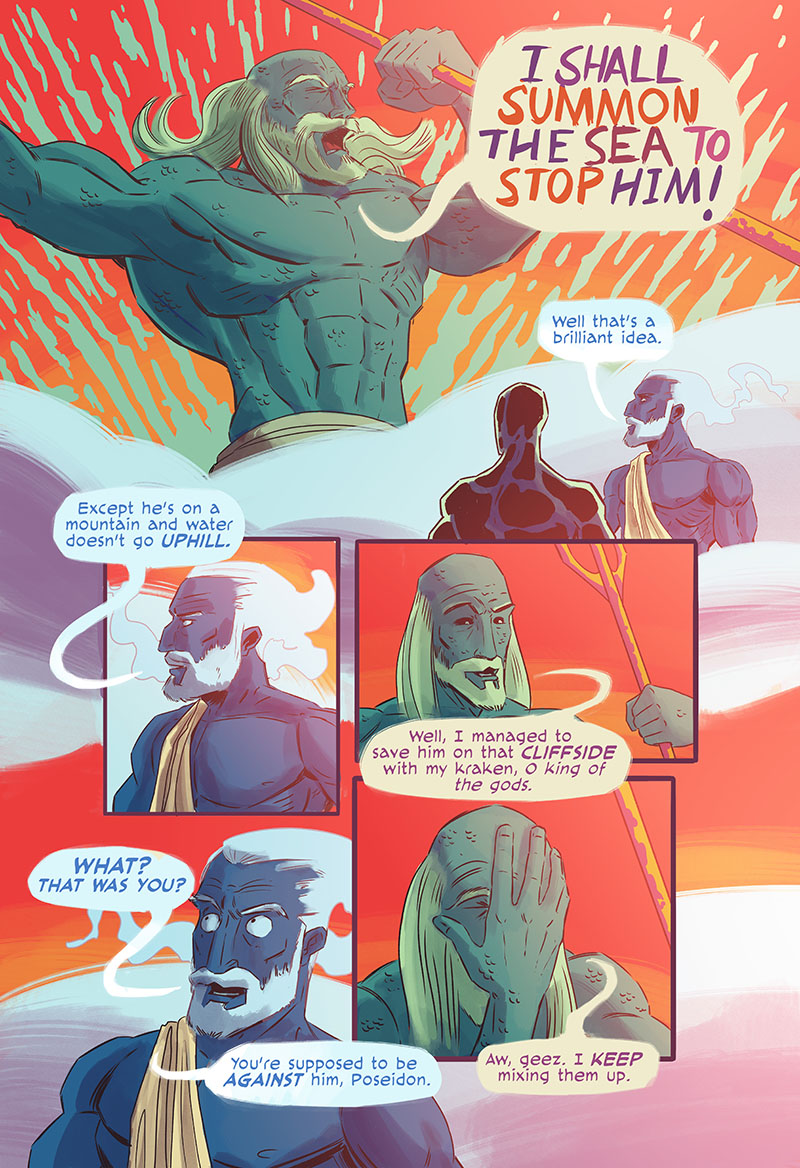 I SHALL
SUMMON
THE SEA TO
STOP HIM!
Well that's a
brilliant idea.
Except he's on a
mountain and water
doesn't go UPHILL.
Well, I managed to
save him on that CLIFFSIDE
with my kraken, O king of
the gods.
WHAT?
THAT WAS YOU?
You're supposed to be
AGAINST him, Poseidon.
Aw, geez. I KEEP
mixing them up.